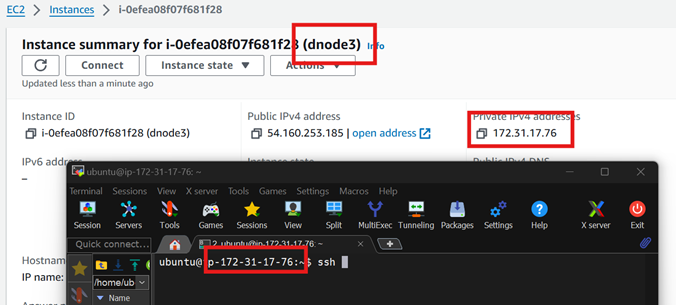 EC2 > Instances > i-0efea08f07f681f28
Instance summary for i-0efea08f07f681f28 (dnode3) Info
Connect Instance state Actions
Updated less than a minute ago
Instance ID Public IPv4 address Private IPv4 addresses
i-0efea08f07f681f28 (dnode3) 54.160.253.185 | open address 172.31.17.76
IPv6 address Instance state Public IPv4 DNS
–
ubuntu@ip-172-31-17-76: ~
Terminal Sessions View X server Tools Games Settings Macros Help
Session Servers Tools Games Sessions View Split MultiExec Tunneling Packages Settings Help X server Exit
Quick connect... 2. ubuntu@ip-172-31-17-76: ~
ubuntu@ip-172-31-17-76:~$ ssh
/home/ub
Name
IP name: